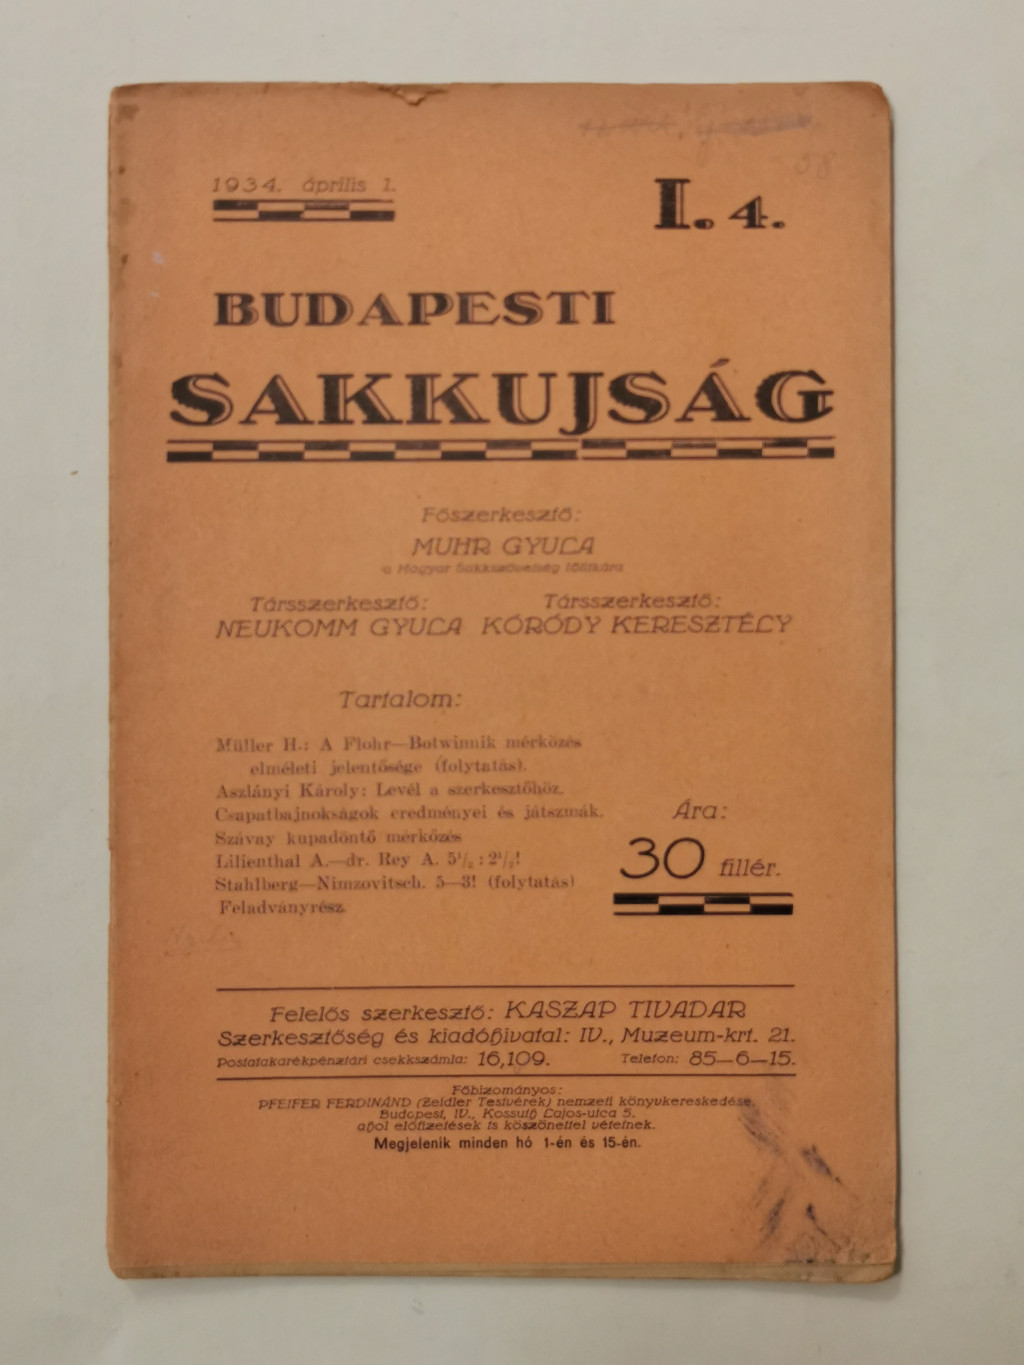 1934. április 1.
I. 4.
BUDAPESTI
SAKKUJSÁG
Főszerkesztő:
MUHR GYULA
a Magyar Sakkszövetség főtitkára
Társszerkesztő: Társszerkesztő:
NEUKOMM GYULA KÓRÓDY KERESZTÉLY
Tartalom:
Müller H.: A Flohr—Botwinnik mérkőzés
elméleti jelentősége (folytatás).
Aszlányi Károly: Levél a szerkesztőhöz.
Csapatbajnokságok eredményei és játszmák.
Szávay kupadöntő mérkőzés
Lilienthal A.—dr. Rey A. 5¹/₂ : 2¹/₂!
Stahlberg—Nimzovitsch. 5—3! (folytatás)
Feladványrész.
Ára:
30 fillér.
Felelős szerkesztő: KASZAP TIVADAR
Szerkesztőség és kiadóhivatal: IV., Muzeum-krt. 21.
Postatakarékpénztári csekkszámla: 16,109. Telefon: 85—6—15.
Főbizományos:
PFEIFER FERDINÁND (Zeidler Testvérek) nemzeti könyvkereskedése,
Budapest, IV., Kossuth Lajos-utca 5.
ahol előfizetések is köszönettel vétetnek.
Megjelenik minden hó 1-én és 15-én.